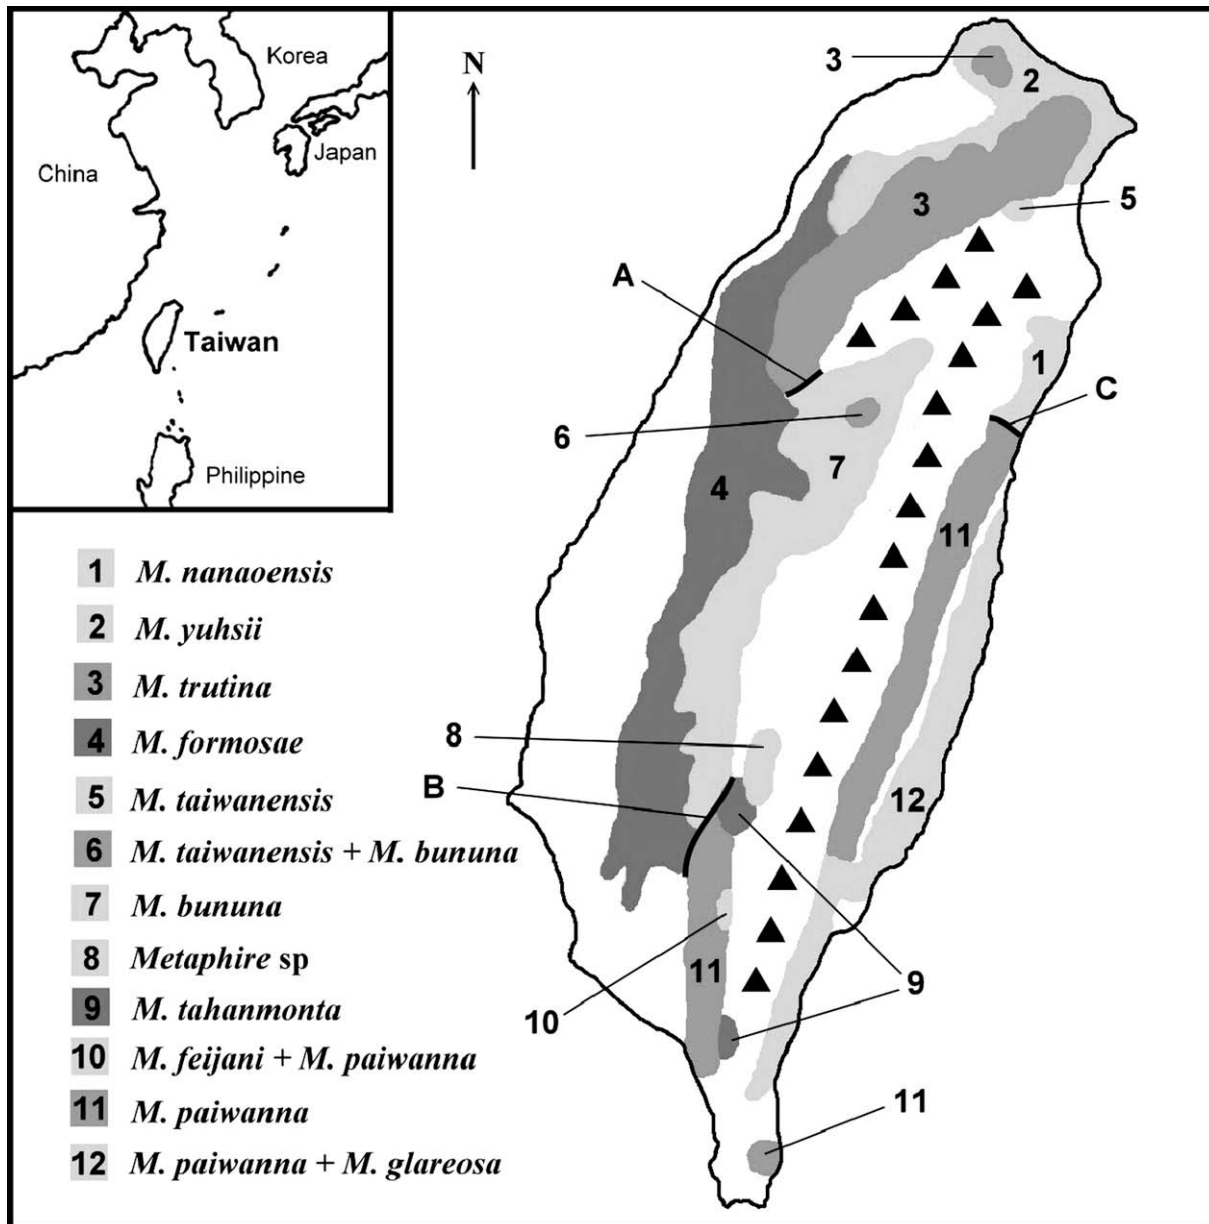 Korea
Japan
China
Taiwan
Philippine
N
3
2
3
5
A
1
C
6
7
4
11
8
B
12
9
11
10
11
1 M. nanaoensis
2 M. yuhsii
3 M. trutina
4 M. formosae
5 M. taiwanensis
6 M. taiwanensis + M. bununa
7 M. bununa
8 Metaphire sp
9 M. tahanmonta
10 M. feijani + M. paiwanna
11 M. paiwanna
12 M. paiwanna + M. glareosa